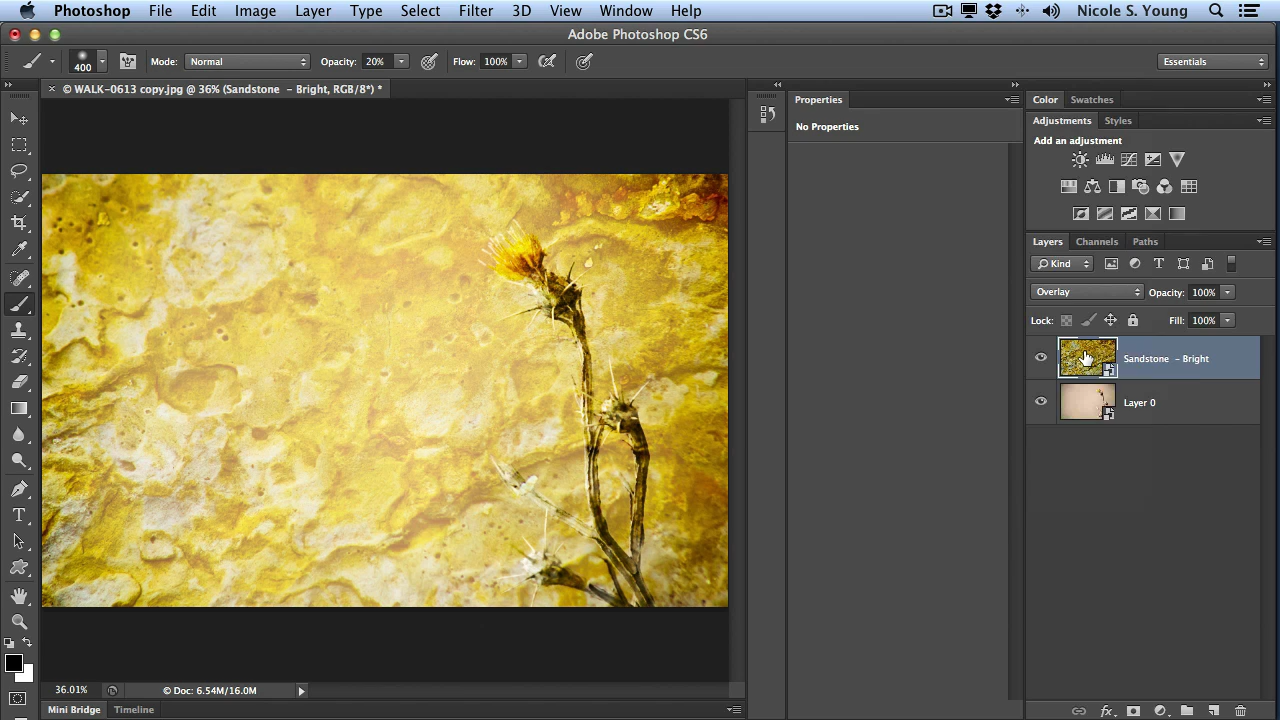 Photoshop File Edit Image Layer Type Select Filter 3D View Window Help Nicole S. Young
Adobe Photoshop CS6
400 Mode: Normal Opacity: 20% Flow: 100% Essentials
× © WALK-0613 copy.jpg @ 36% (Sandstone - Bright, RGB/8*) *
Properties
Color Swatches
No Properties
Adjustments Styles
Add an adjustment
Layers Channels Paths
Kind
Overlay Opacity: 100%
Lock: Fill: 100%
Sandstone - Bright
Layer 0
36.01% © Doc: 6.54M/16.0M
Mini Bridge Timeline